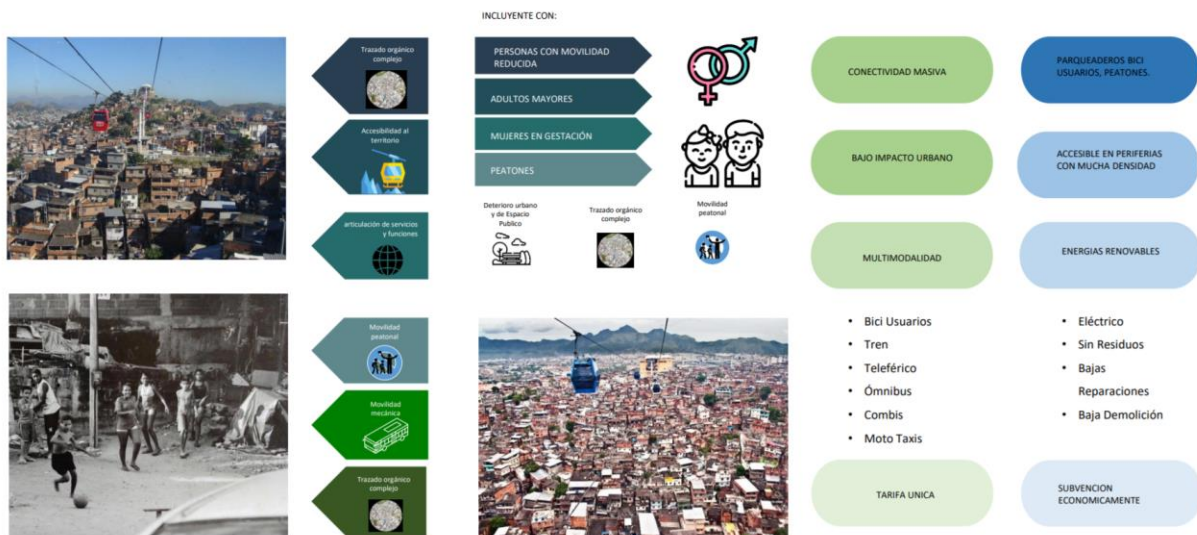 Trazado orgánico
complejo
Accesibilidad al
territorio
articulación de servicios
y funciones
Movilidad
peatonal
Movilidad
mecánica
Trazado orgánico
complejo
INCLUYENTE CON:
PERSONAS CON MOVILIDAD
REDUCIDA
ADULTOS MAYORES
MUJERES EN GESTACIÓN
PEATONES
Deterioro urbano
y de Espacio
Publico
Trazado orgánico
complejo
Movilidad
peatonal
CONECTIVIDAD MASIVA
BAJO IMPACTO URBANO
MULTIMODALIDAD
• Bici Usuarios
• Tren
• Teleférico
• Ómnibus
• Combis
• Moto Taxis
TARIFA UNICA
PARQUEADEROS BICI
USUARIOS, PEATONES.
ACCESIBLE EN PERIFERIAS
CON MUCHA DENSIDAD
ENERGIAS RENOVABLES
• Eléctrico
• Sin Residuos
• Bajas
Reparaciones
• Baja Demolición
SUBVENCION
ECONOMICAMENTE